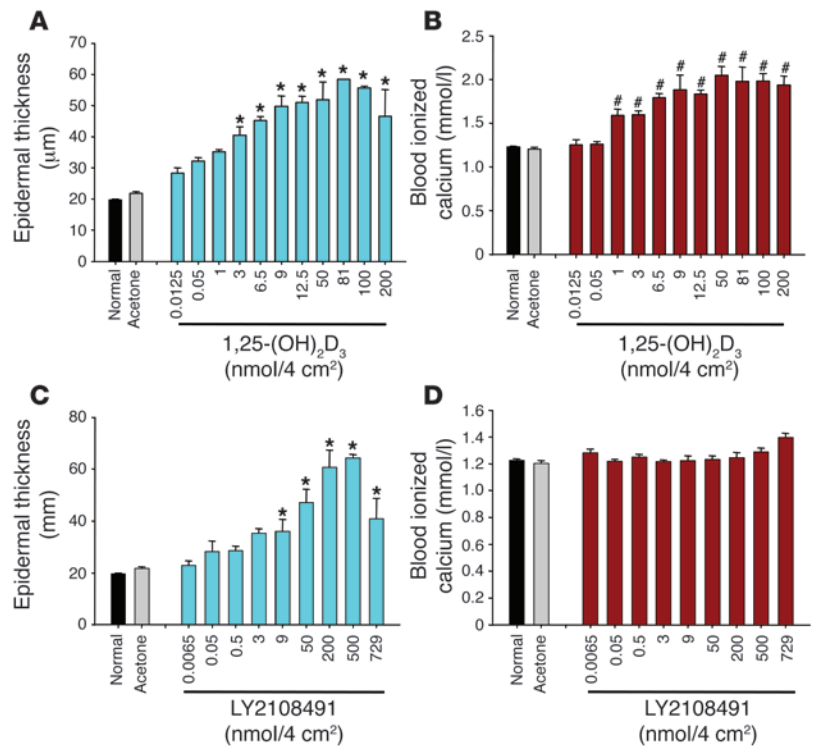 A
Epidermal thickness
(μm)
70
60
50
40
30
20
10
0
* * * * * * * *
Normal
Acetone
0.0125
0.05
1
3
6.5
9
12.5
50
81
100
200
1,25-(OH)₂D₃
(nmol/4 cm²)
B
Blood ionized
calcium (mmol/l)
2.5
2.0
1.5
1.0
0.5
0
# # # # # # # # #
Normal
Acetone
0.0125
0.05
1
3
6.5
9
12.5
50
81
100
200
1,25-(OH)₂D₃
(nmol/4 cm²)
C
Epidermal thickness
(mm)
80
60
40
20
0
* * * * *
Normal
Acetone
0.0065
0.05
0.5
3
9
50
200
500
729
LY2108491
(nmol/4 cm²)
D
Blood ionized
calcium (mmol/l)
1.6
1.4
1.2
1.0
0.8
0.6
0.4
0.2
0
Normal
Acetone
0.0065
0.05
0.5
3
9
50
200
500
729
LY2108491
(nmol/4 cm²)